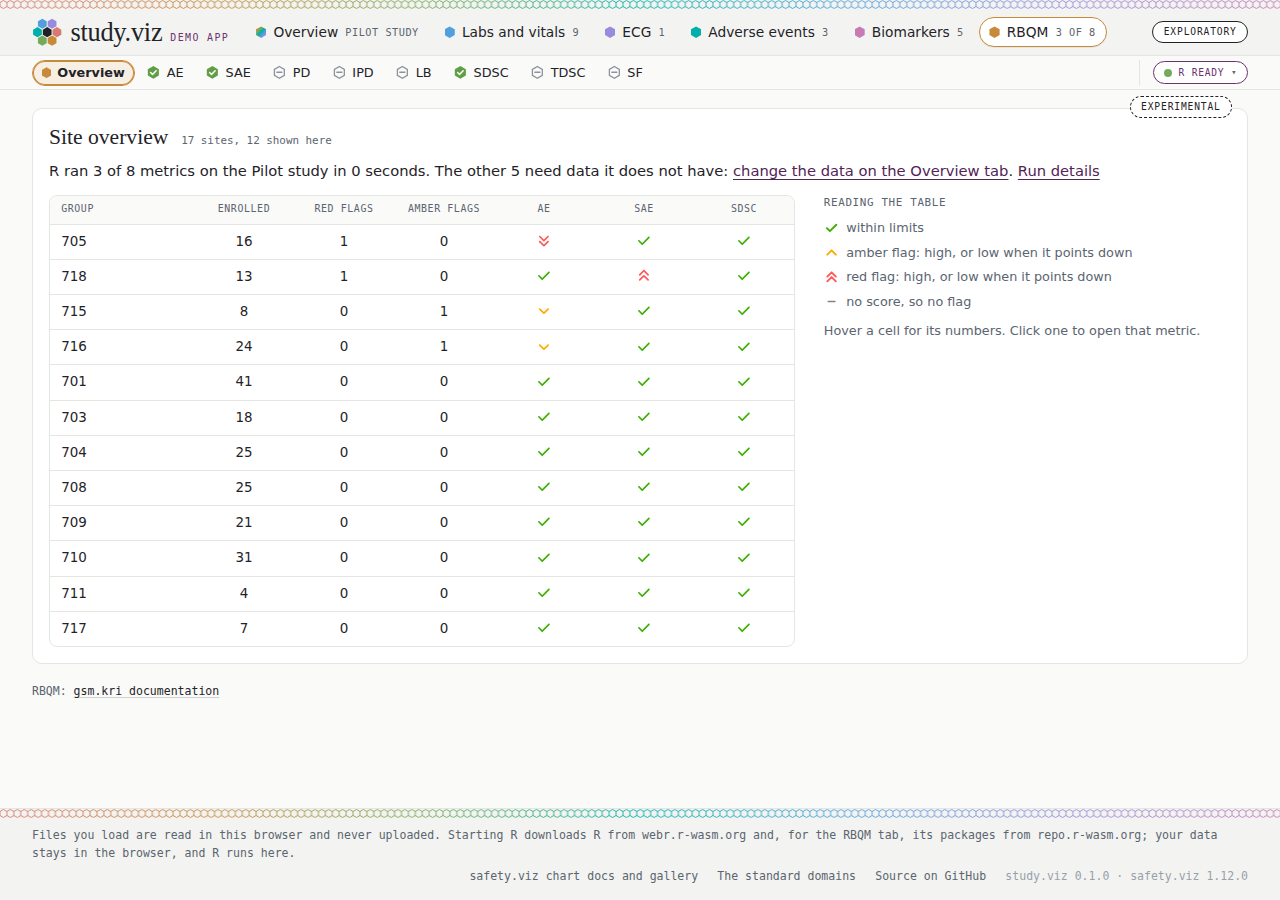 study.viz DEMO APP Overview PILOT STUDY Labs and vitals 9 ECG 1 Adverse events 3 Biomarkers 5 RBQM 3 OF 8 EXPLORATORY
Overview AE SAE PD IPD LB SDSC TDSC SF R READY ▾
EXPERIMENTAL
Site overview 17 sites, 12 shown here
R ran 3 of 8 metrics on the Pilot study in 0 seconds. The other 5 need data it does not have: change the data on the Overview tab. Run details
GROUP ENROLLED RED FLAGS AMBER FLAGS AE SAE SDSC
705 16 1 0
718 13 1 0
715 8 0 1
716 24 0 1
701 41 0 0
703 18 0 0
704 25 0 0
708 25 0 0
709 21 0 0
710 31 0 0
711 4 0 0
717 7 0 0
READING THE TABLE
within limits
amber flag: high, or low when it points down
red flag: high, or low when it points down
no score, so no flag
Hover a cell for its numbers. Click one to open that metric.
RBQM: gsm.kri documentation
Files you load are read in this browser and never uploaded. Starting R downloads R from webr.r-wasm.org and, for the RBQM tab, its packages from repo.r-wasm.org; your data
stays in the browser, and R runs here.
safety.viz chart docs and gallery The standard domains Source on GitHub study.viz 0.1.0 · safety.viz 1.12.0